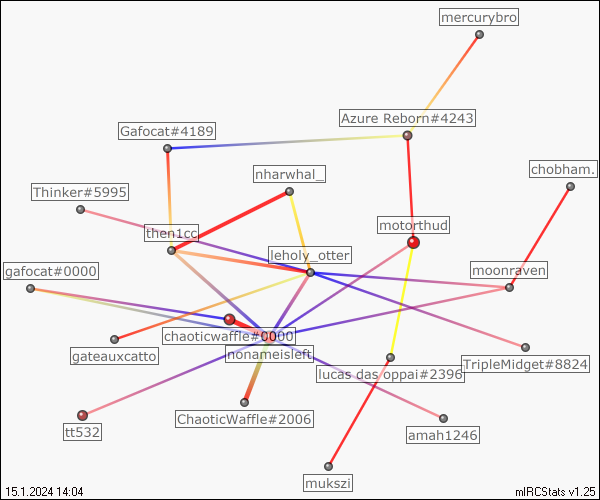 mercurybro
Azure Reborn#4243
Gafocat#4189
nharwhal_
chobham.
Thinker#5995
motorthud
then1cc
leholy_otter
gafocat#0000
moonraven
chaoticwaffle#0000
nonameisleft
gateauxcatto
TripleMidget#8824
lucas das oppai#2396
ChaoticWaffle#2006
tt532
amah1246
mukszi
15.1.2024 14:04
mIRCStats v1.25